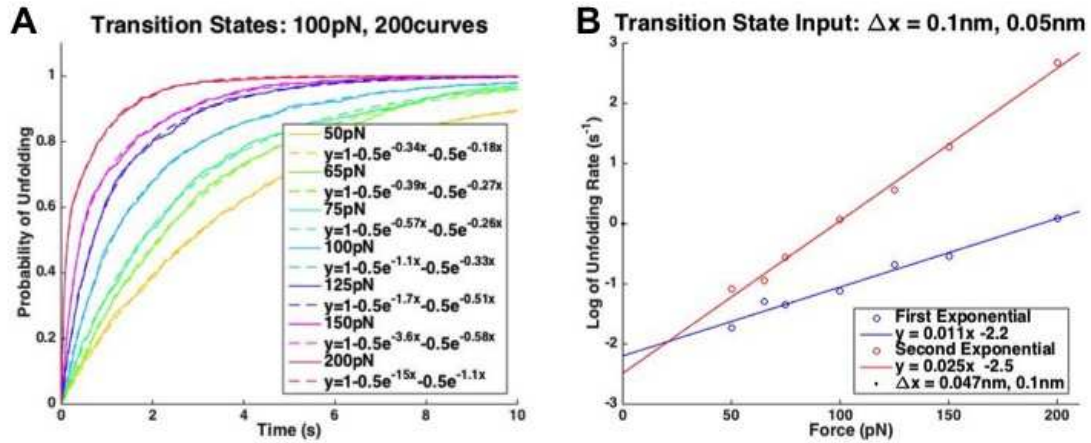 A
Transition States: 100pN, 200curves
Probability of Unfolding
1
0.8
0.6
0.4
0.2
0
0
2
4
6
8
10
Time (s)
50pN
y=1-0.5e^-0.34x-0.5e^-0.18x
65pN
y=1-0.5e^-0.39x-0.5e^-0.27x
75pN
y=1-0.5e^-0.57x-0.5e^-0.26x
100pN
y=1-0.5e^-1.1x-0.5e^-0.33x
125pN
y=1-0.5e^-1.7x-0.5e^-0.51x
150pN
y=1-0.5e^-3.6x-0.5e^-0.58x
200pN
y=1-0.5e^-15x-0.5e^-1.1x
B
Transition State Input: Δx = 0.1nm, 0.05nm
Log of Unfolding Rate (s^-1)
3
2
1
0
-1
-2
-3
0
50
100
150
200
Force (pN)
First Exponential
y = 0.011x -2.2
Second Exponential
y = 0.025x -2.5
Δx = 0.047nm, 0.1nm